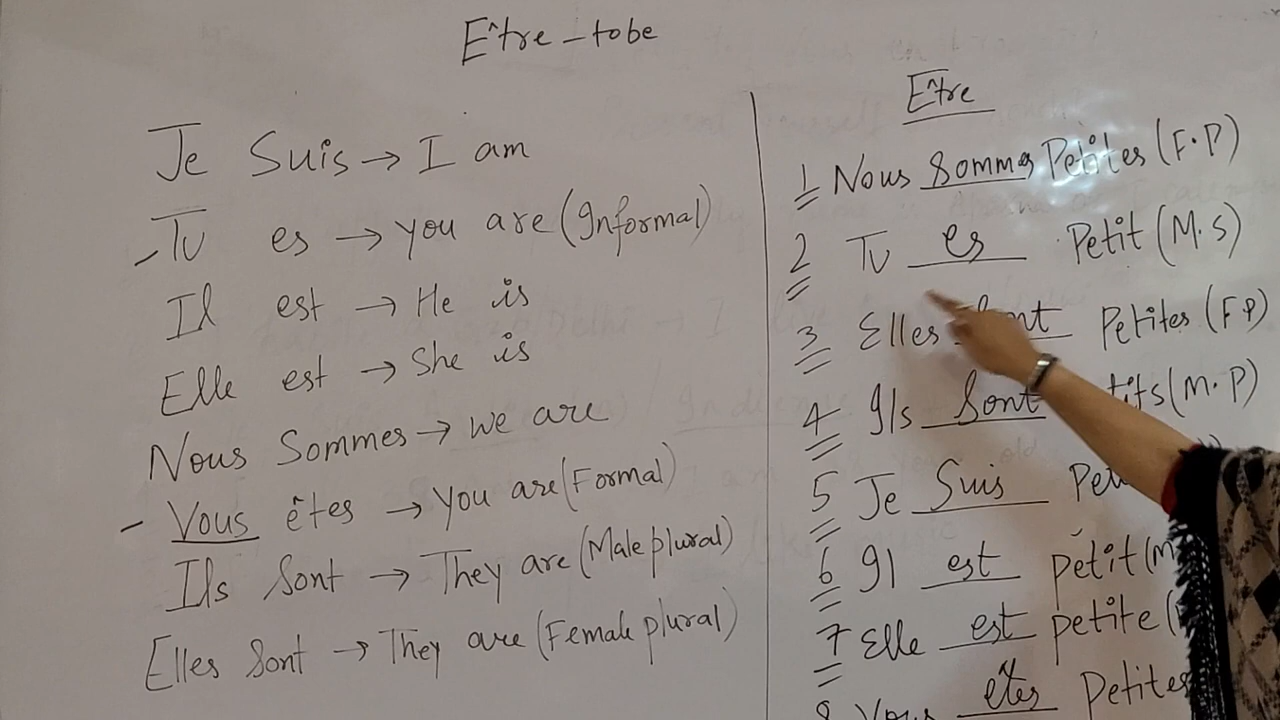 Être - to be
Je Suis → I am
Tu es → you are (Informal)
Il est → He is
Elle est → She is
Nous Sommes → we are
Vous êtes → you are (Formal)
Ils Sont → They are (Male plural)
Elles Sont → They are (Female plural)
Être
1 Nous Sommes Petites (F.P)
2 Tu es Petit (M.S)
3 Elles Sont Petites (F.P)
4 Ils Sont (M.P)
5 Je Suis
6 Il est petit (M
7 Elle est petite (
8 Vous êtes Petites